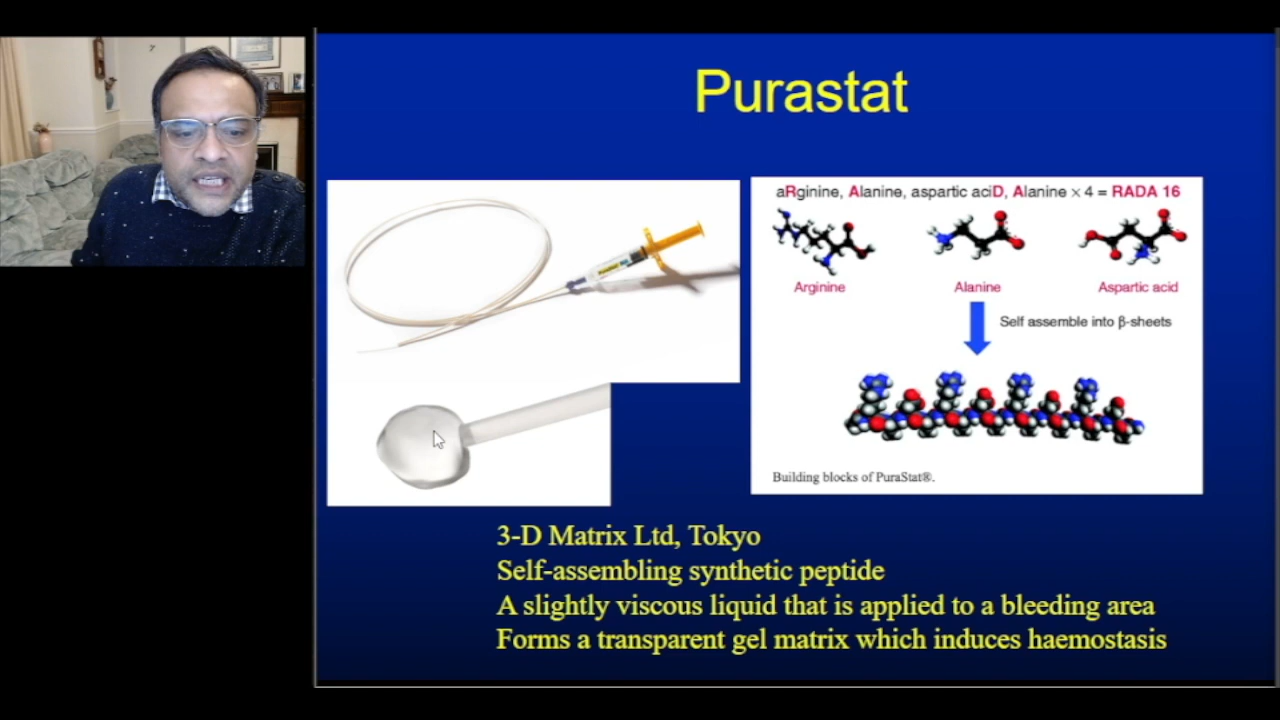 Purastat
aRginine, Alanine, aspartic aciD, Alanine × 4 = RADA 16
Arginine
Alanine
Aspartic acid
Self assemble into β-sheets
Building blocks of PuraStat®.
3-D Matrix Ltd, Tokyo
Self-assembling synthetic peptide
A slightly viscous liquid that is applied to a bleeding area
Forms a transparent gel matrix which induces haemostasis